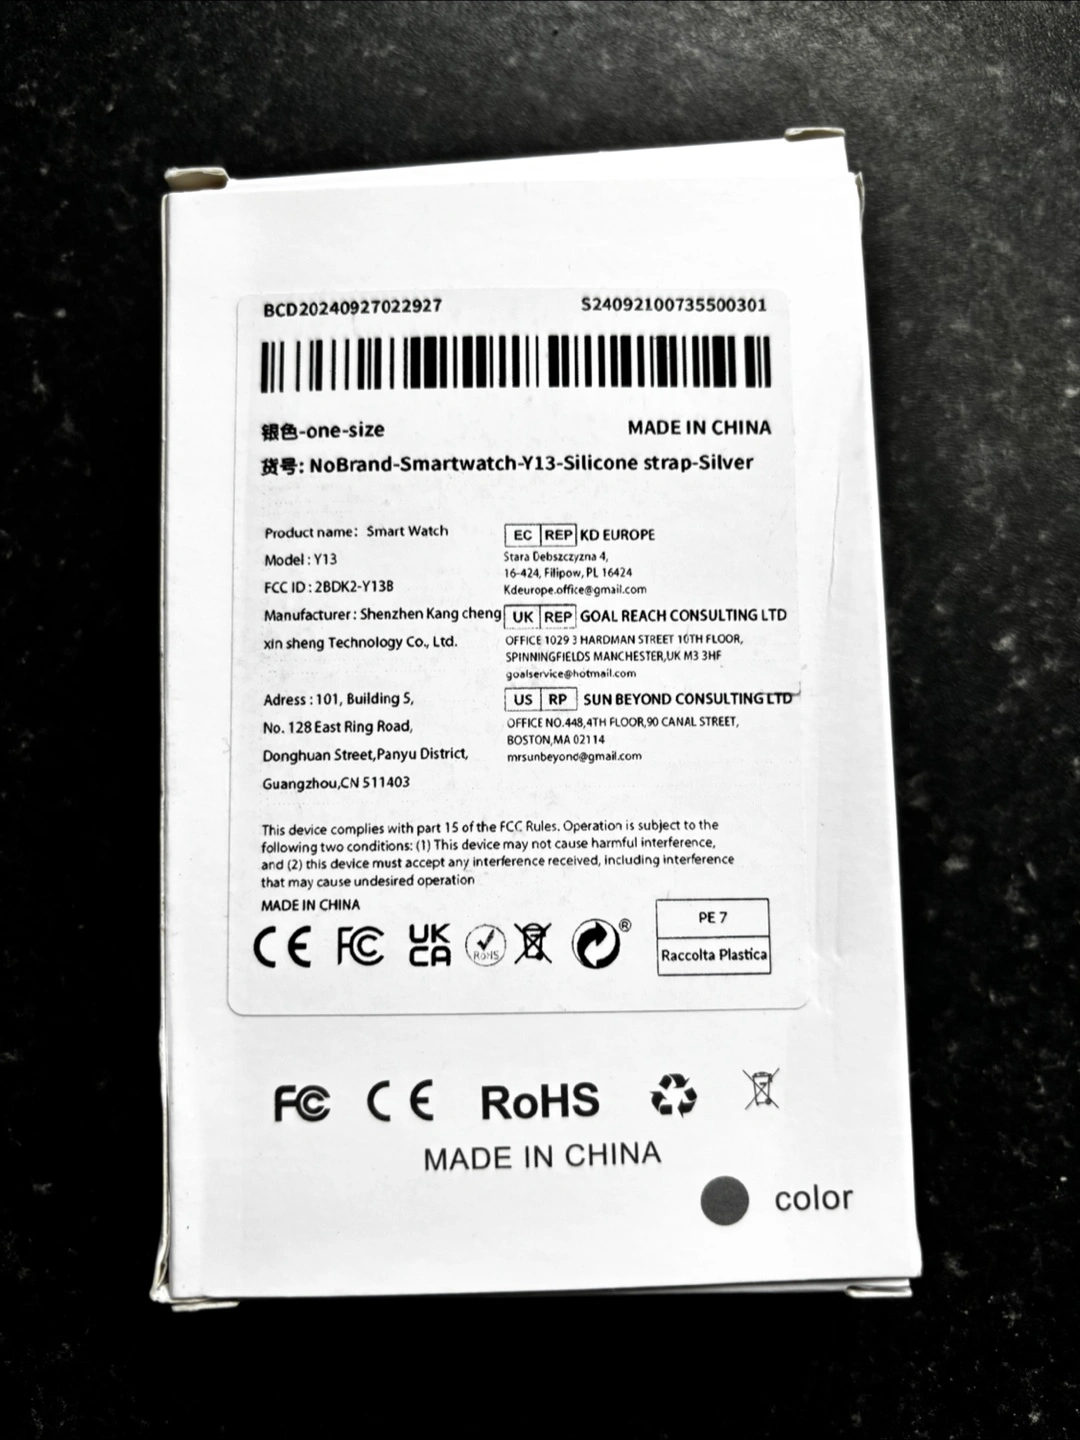 BCD20240927022927 S24092100735500301
银色-one-size MADE IN CHINA
货号: NoBrand-Smartwatch-Y13-Silicone strap-Silver
Product name: Smart Watch
Model : Y13
FCC ID : 2BDK2-Y13B
Manufacturer : Shenzhen Kang cheng
xin sheng Technology Co., Ltd.
Adress : 101, Building 5,
No. 128 East Ring Road,
Donghuan Street,Panyu District,
Guangzhou,CN 511403
EC REP KD EUROPE
Stara Debszczyzna 4,
16-424, Filipow, PL 16424
Kdeurope.office@gmail.com
UK REP GOAL REACH CONSULTING LTD
OFFICE 1029 3 HARDMAN STREET 10TH FLOOR,
SPINNINGFIELDS MANCHESTER,UK M3 3HF
goalservice@hotmail.com
US RP SUN BEYOND CONSULTING LTD
OFFICE NO.448,4TH FLOOR,90 CANAL STREET,
BOSTON,MA 02114
mrsunbeyond@gmail.com
This device complies with part 15 of the FCC Rules. Operation is subject to the
following two conditions: (1) This device may not cause harmful interference,
and (2) this device must accept any interference received, including interference
that may cause undesired operation
MADE IN CHINA
CE FC UK CA ROHS ®
PE 7
Raccolta Plastica
FC CE RoHS
MADE IN CHINA
color